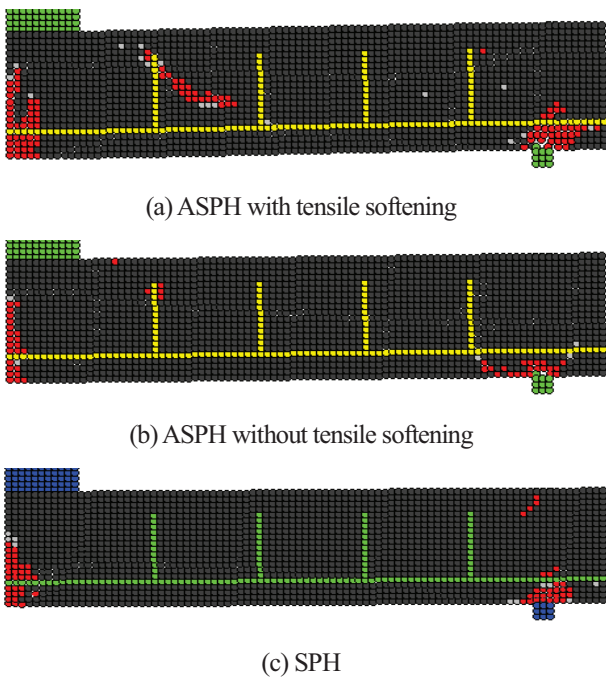 (a) ASPH with tensile softening
(b) ASPH without tensile softening
(c) SPH